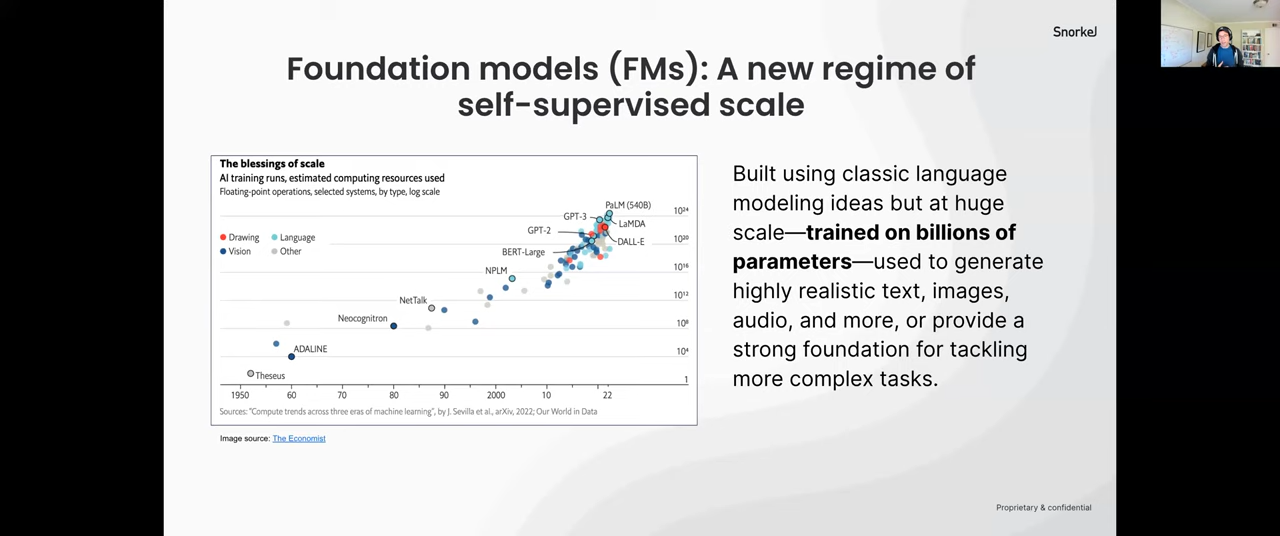 Snorkel
Foundation models (FMs): A new regime of
self-supervised scale
The blessings of scale
AI training runs, estimated computing resources used
Floating-point operations, selected systems, by type, log scale
Drawing
Language
Vision
Other
PaLM (540B)
GPT-3
LaMDA
GPT-2
DALL-E
BERT-Large
NPLM
NetTalk
Neocognitron
ADALINE
Theseus
10²⁴
10²⁰
10¹⁶
10¹²
10⁸
10⁴
1
1950 60 70 80 90 2000 10 22
Sources: "Compute trends across three eras of machine learning", by J. Sevilla et al., arXiv, 2022; Our World in Data
Image source: The Economist
Built using classic language
modeling ideas but at huge
scale—trained on billions of
parameters—used to generate
highly realistic text, images,
audio, and more, or provide a
strong foundation for tackling
more complex tasks.
Proprietary & confidential